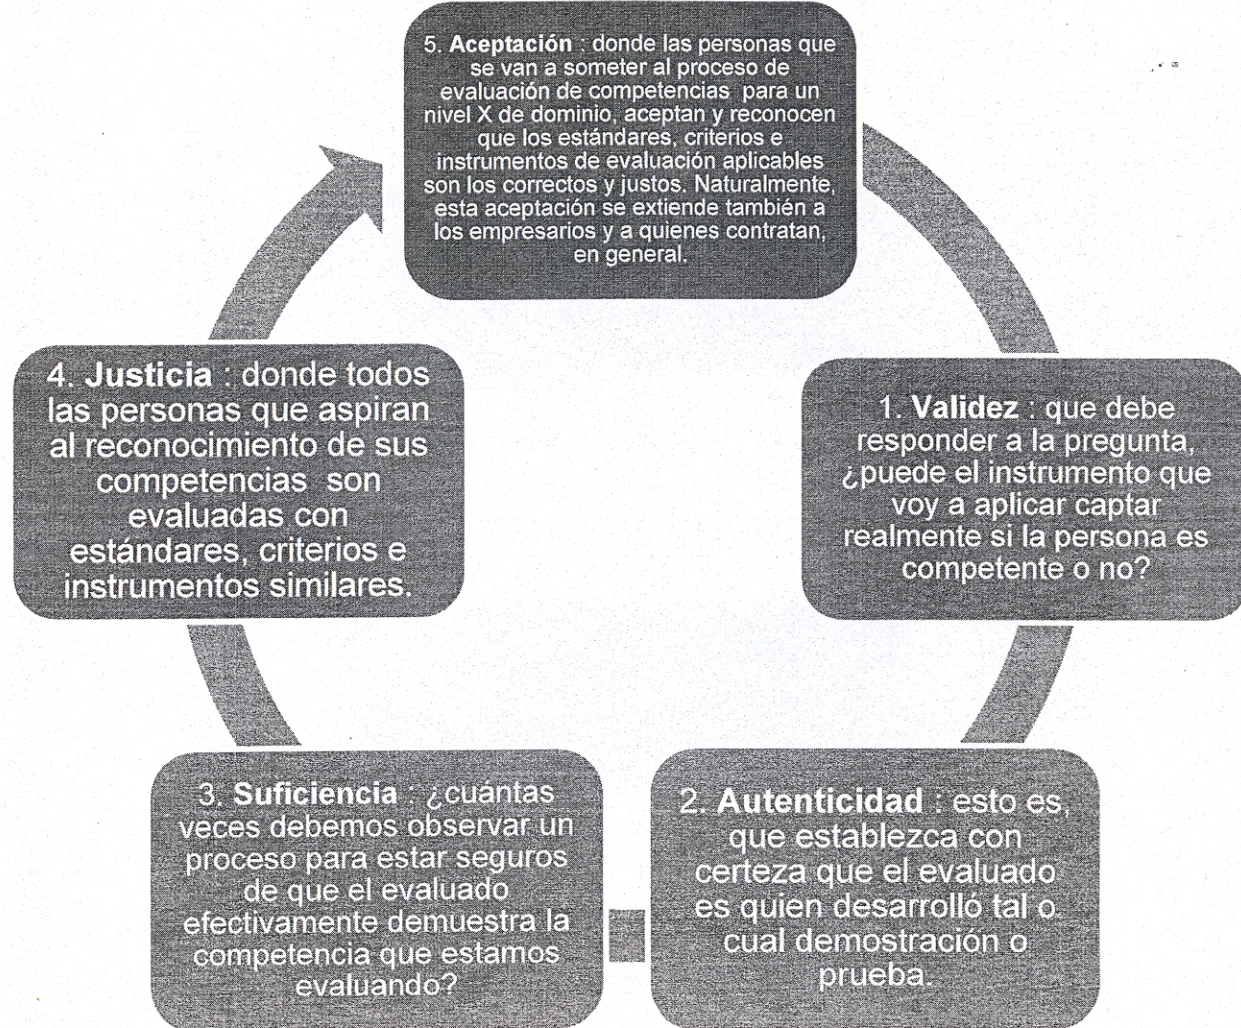 5. Aceptación : donde las personas que
se van a someter al proceso de
evaluación de competencias para un
nivel X de dominio, aceptan y reconocen
que los estándares, criterios e
instrumentos de evaluación aplicables
son los correctos y justos. Naturalmente,
esta aceptación se extiende también a
los empresarios y a quienes contratan,
en general.
4. Justicia : donde todos
las personas que aspiran
al reconocimiento de sus
competencias son
evaluadas con
estándares, criterios e
instrumentos similares.
1. Validez : que debe
responder a la pregunta,
¿puede el instrumento que
voy a aplicar captar
realmente si la persona es
competente o no?
3. Suficiencia : ¿cuántas
veces debemos observar un
proceso para estar seguros
de que el evaluado
efectivamente demuestra la
competencia que estamos
evaluando?
2. Autenticidad : esto es,
que establezca con
certeza que el evaluado
es quien desarrolló tal o
cual demostración o
prueba.